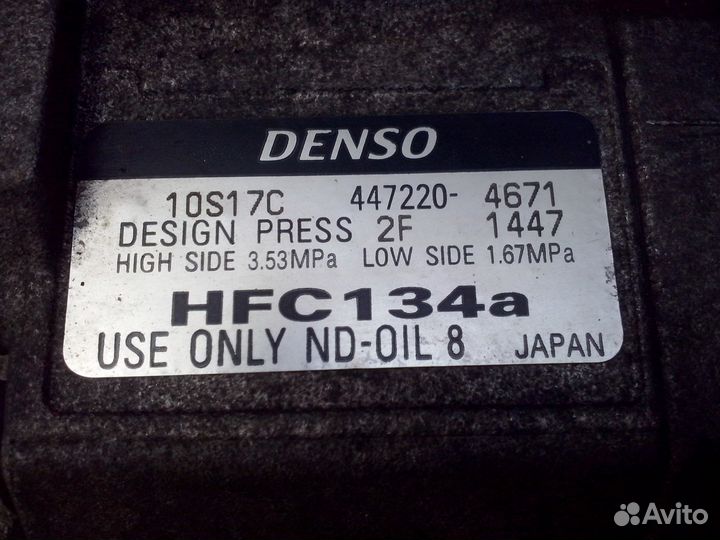 DENSO
10S17C 447220- 4671
DESIGN PRESS 2F 1447
HIGH SIDE 3.53MPa LOW SIDE 1.67MPa
HFC134a
USE ONLY ND-OIL 8 JAPAN
Avito